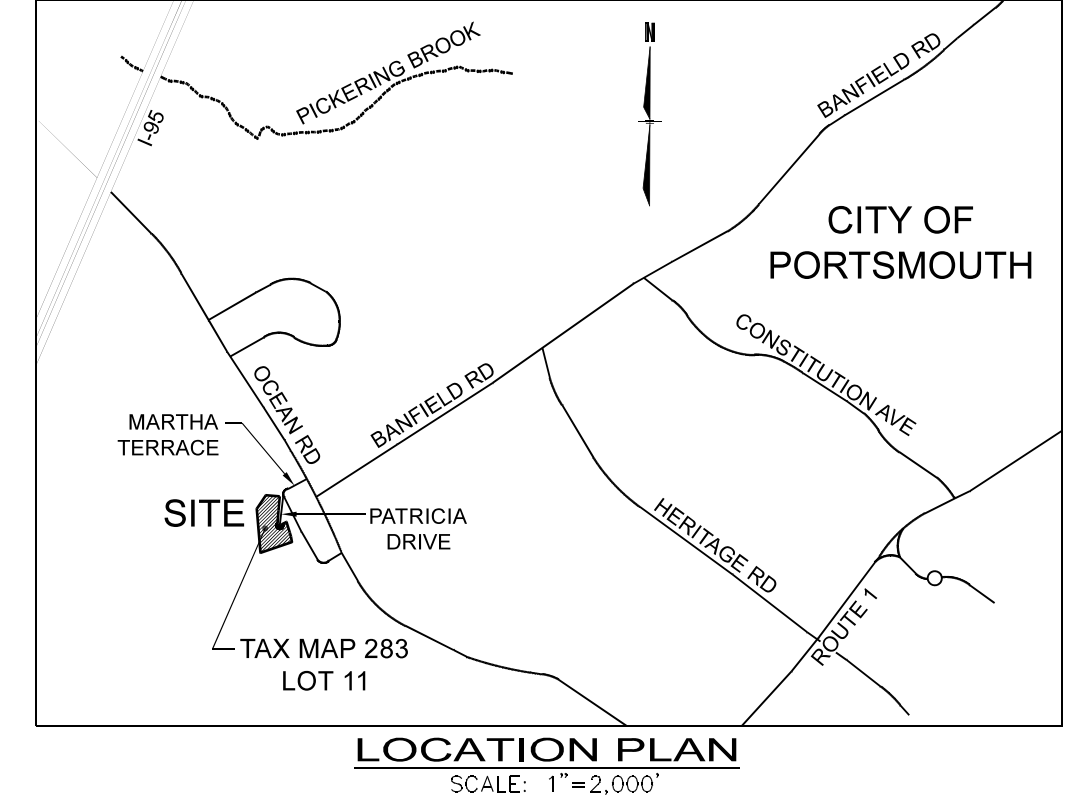 N
PICKERING BROOK
BANFIELD RD
I-95
CITY OF
PORTSMOUTH
CONSTITUTION AVE
OCEAN RD
BANFIELD RD
MARTHA
TERRACE
SITE
PATRICIA
DRIVE
HERITAGE RD
ROUTE 1
TAX MAP 283
LOT 11
LOCATION PLAN
SCALE: 1"=2,000'